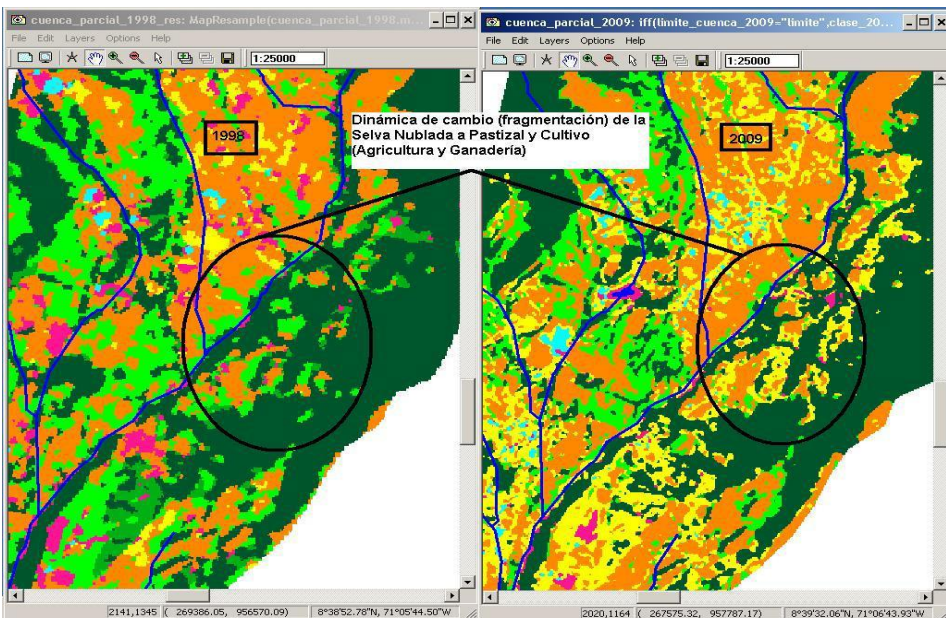 cuenca_parcial_1998_res: MapResample(cuenca_parcial_1998.m...
File Edit Layers Options Help
1:25000
1998
2141,1345 ( 269386.05, 956570.09) 8°38'52.78"N, 71°05'44.50"W
Dinámica de cambio (fragmentación) de la
Selva Nublada a Pastizal y Cultivo
(Agricultura y Ganadería)
cuenca_parcial_2009: iff(limite_cuenca_2009="limite",clase_20...
File Edit Layers Options Help
1:25000
2009
2020,1164 ( 267575.32, 957787.17) 8°39'32.06"N, 71°06'43.93"W